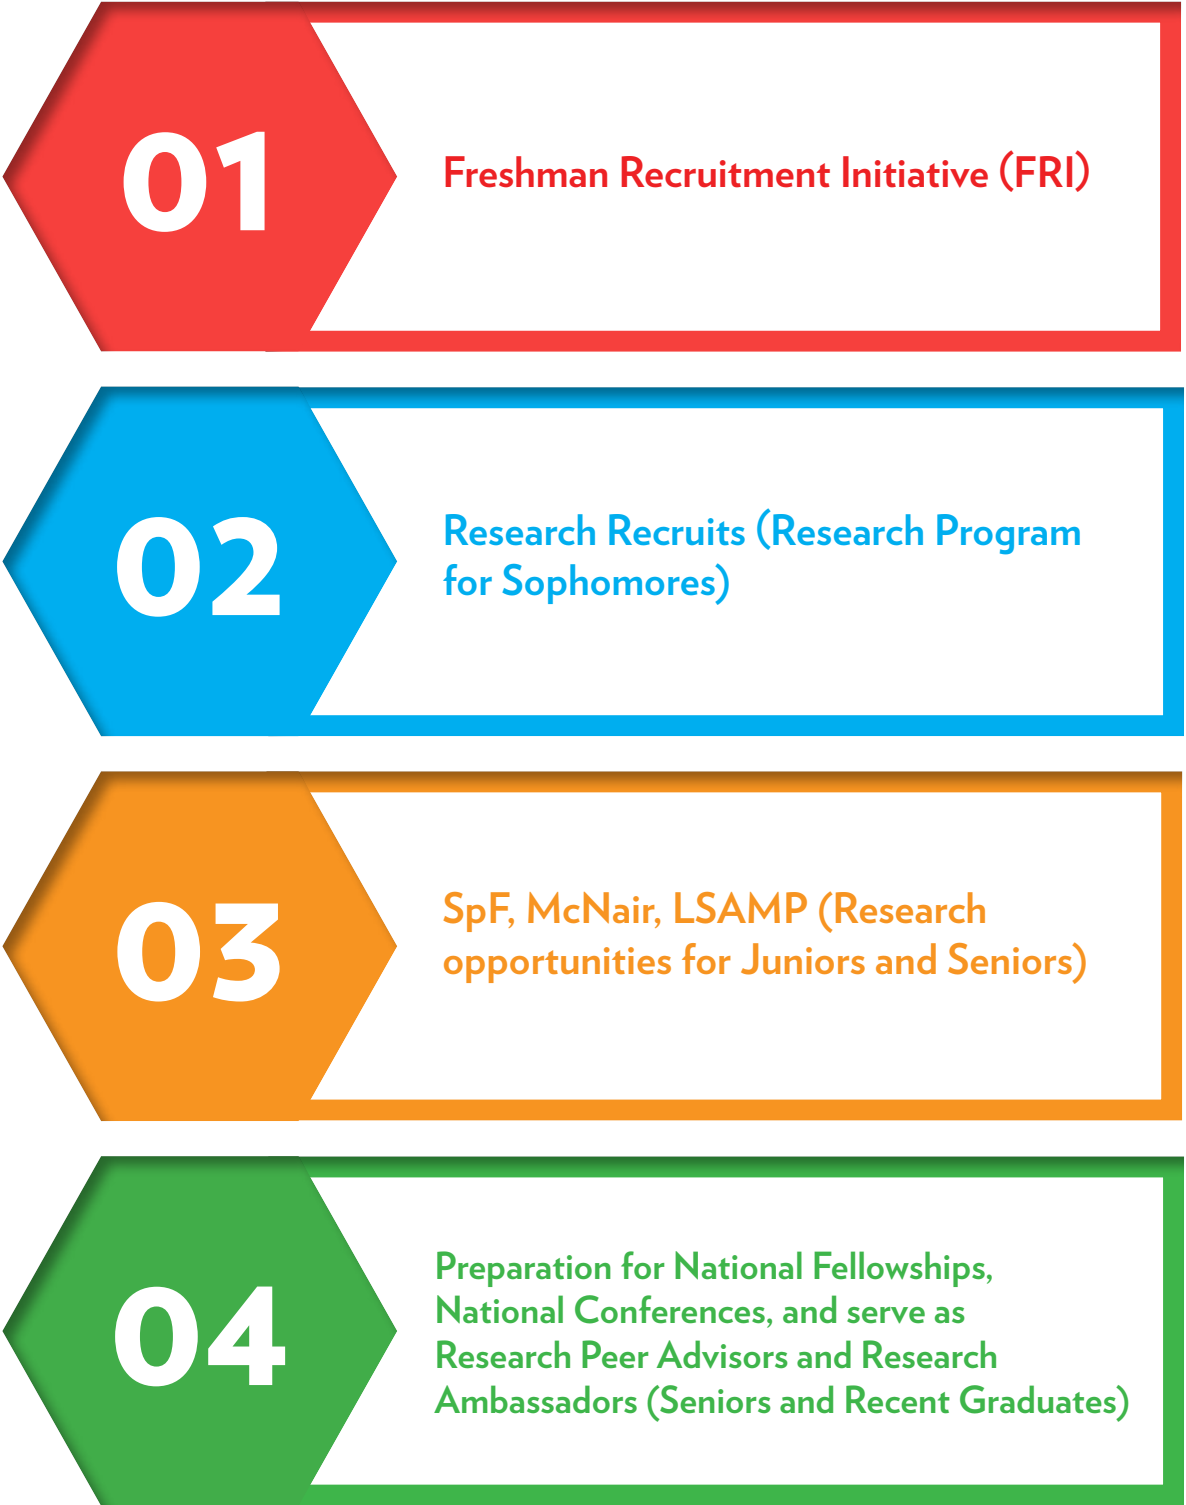 01
Freshman Recruitment Initiative (FRI)
02
Research Recruits (Research Program
for Sophomores)
03
SpF, McNair, LSAMP (Research
opportunities for Juniors and Seniors)
04
Preparation for National Fellowships,
National Conferences, and serve as
Research Peer Advisors and Research
Ambassadors (Seniors and Recent Graduates)